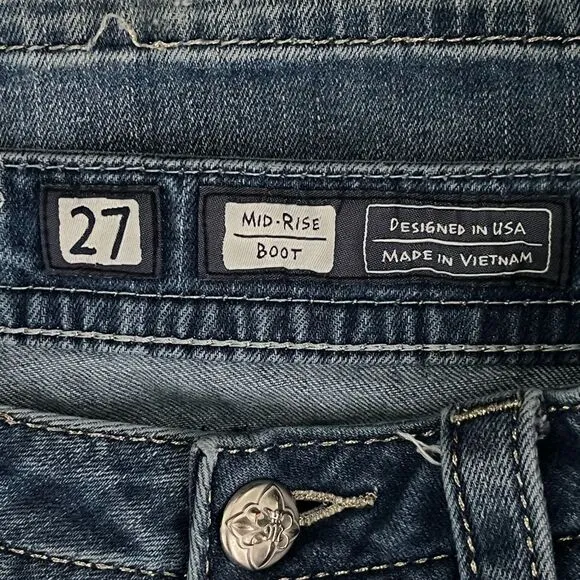 27
MID-RISE
BOOT
DESIGNED IN USA
MADE IN VIETNAM